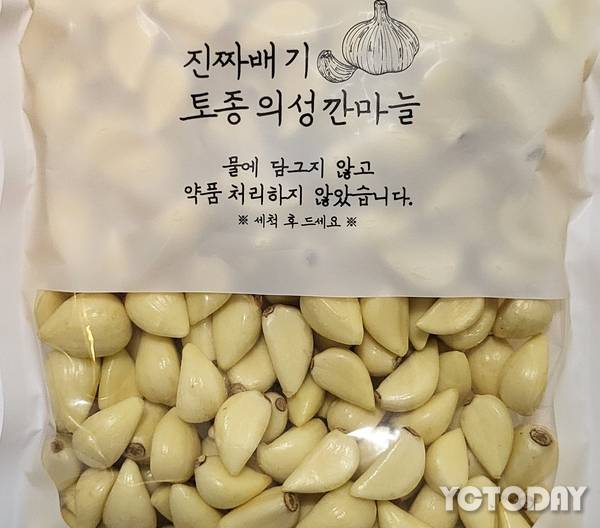 진짜배기
토종의성깐마늘
물에 담그지 않고
약품 처리하지 않았습니다.
※ 세척 후 드세요 ※
YCTODAY